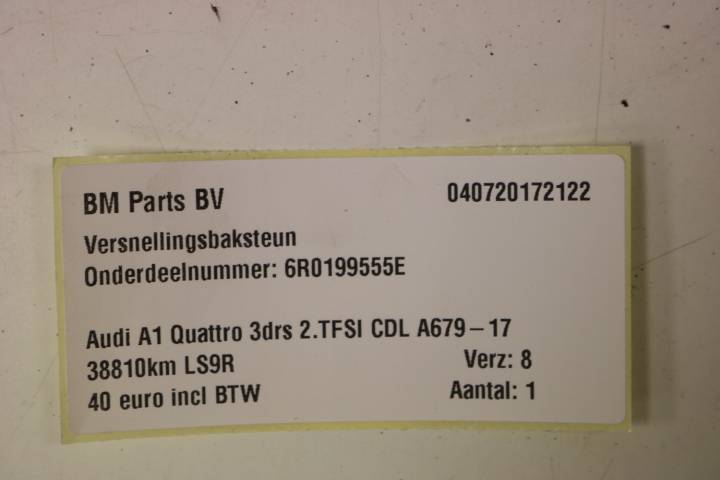 BM Parts BV 040720172122
Versnellingsbaksteun
Onderdeelnummer: 6R0199555E
Audi A1 Quattro 3drs 2.TFSI CDL A679-17
38810km LS9R Verz: 8
40 euro incl BTW Aantal: 1